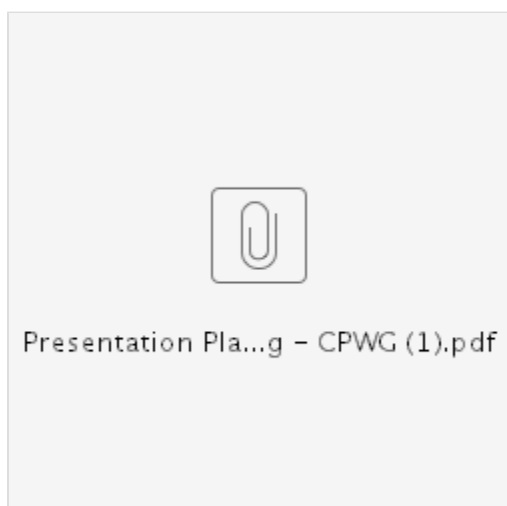 Presentation Pla...g – CPWG (1).pdf